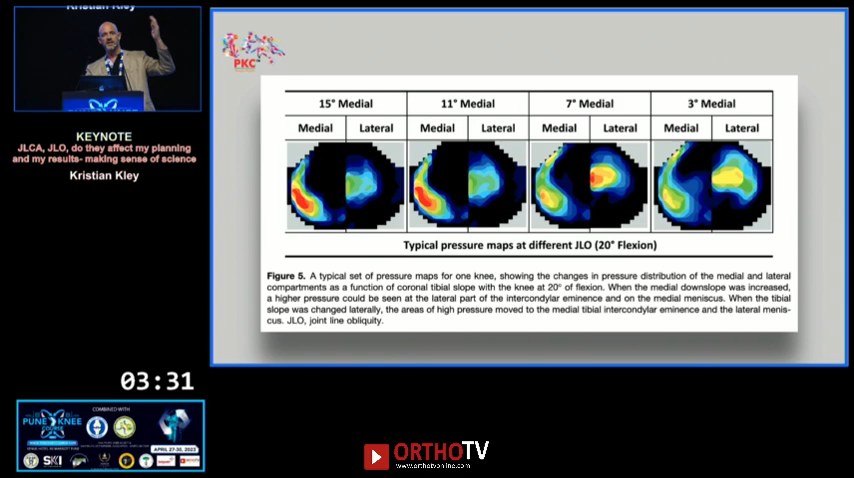 Kristian Kley
KEYNOTE
JLCA, JLO, do they affect my planning
and my results- making sense of science
Kristian Kley
03:31
COMBINED WITH
PUNE KNEE
COURSE
APRIL 27-30, 2023
SKI
PKC
15° Medial 11° Medial 7° Medial 3° Medial
Medial Lateral Medial Lateral Medial Lateral Medial Lateral
Typical pressure maps at different JLO (20° Flexion)
Figure 5. A typical set of pressure maps for one knee, showing the changes in pressure distribution of the medial and lateral
compartments as a function of coronal tibial slope with the knee at 20° of flexion. When the medial downslope was increased,
a higher pressure could be seen at the lateral part of the intercondylar eminence and on the medial meniscus. When the tibial
slope was changed laterally, the areas of high pressure moved to the medial tibial intercondylar eminence and the lateral menis-
cus. JLO, joint line obliquity.
ORTHOTV
www.orthotvonline.com